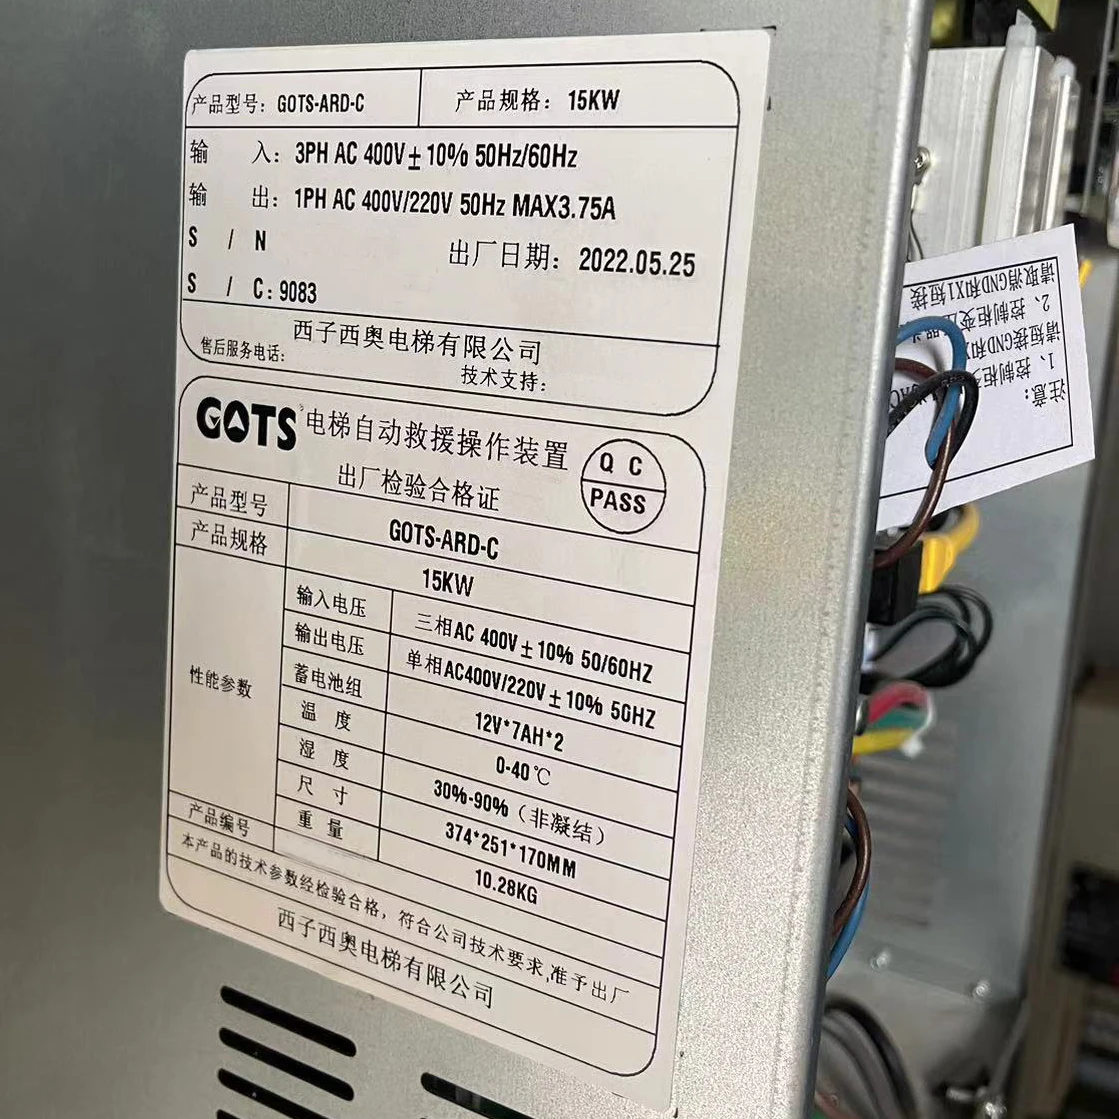 产品型号: GOTS-ARD-C 产品规格: 15KW
输 入: 3PH AC 400V±10% 50Hz/60Hz
输 出: 1PH AC 400V/220V 50Hz MAX3.75A
S / N 出厂日期: 2022.05.25
S / C: 9083
西子西奥电梯有限公司
售后服务电话: 技术支持:
GOTS 电梯自动救援操作装置
出厂检验合格证
Q C
PASS
产品型号 GOTS-ARD-C
产品规格 15KW
性能参数
输入电压 三相AC 400V±10% 50/60HZ
输出电压 单相AC400V/220V±10% 50HZ
蓄电池组 12V*7AH*2
温 度 0-40℃
湿 度 30%-90%（非凝结）
尺 寸 374*251*170MM
重 量 10.28KG
产品编号
本产品的技术参数经检验合格，符合公司技术要求,准予出厂
西子西奥电梯有限公司
注意:
1、控制柜变
请短接GND和X
2、控制柜变压器
请取消GND和X1短接